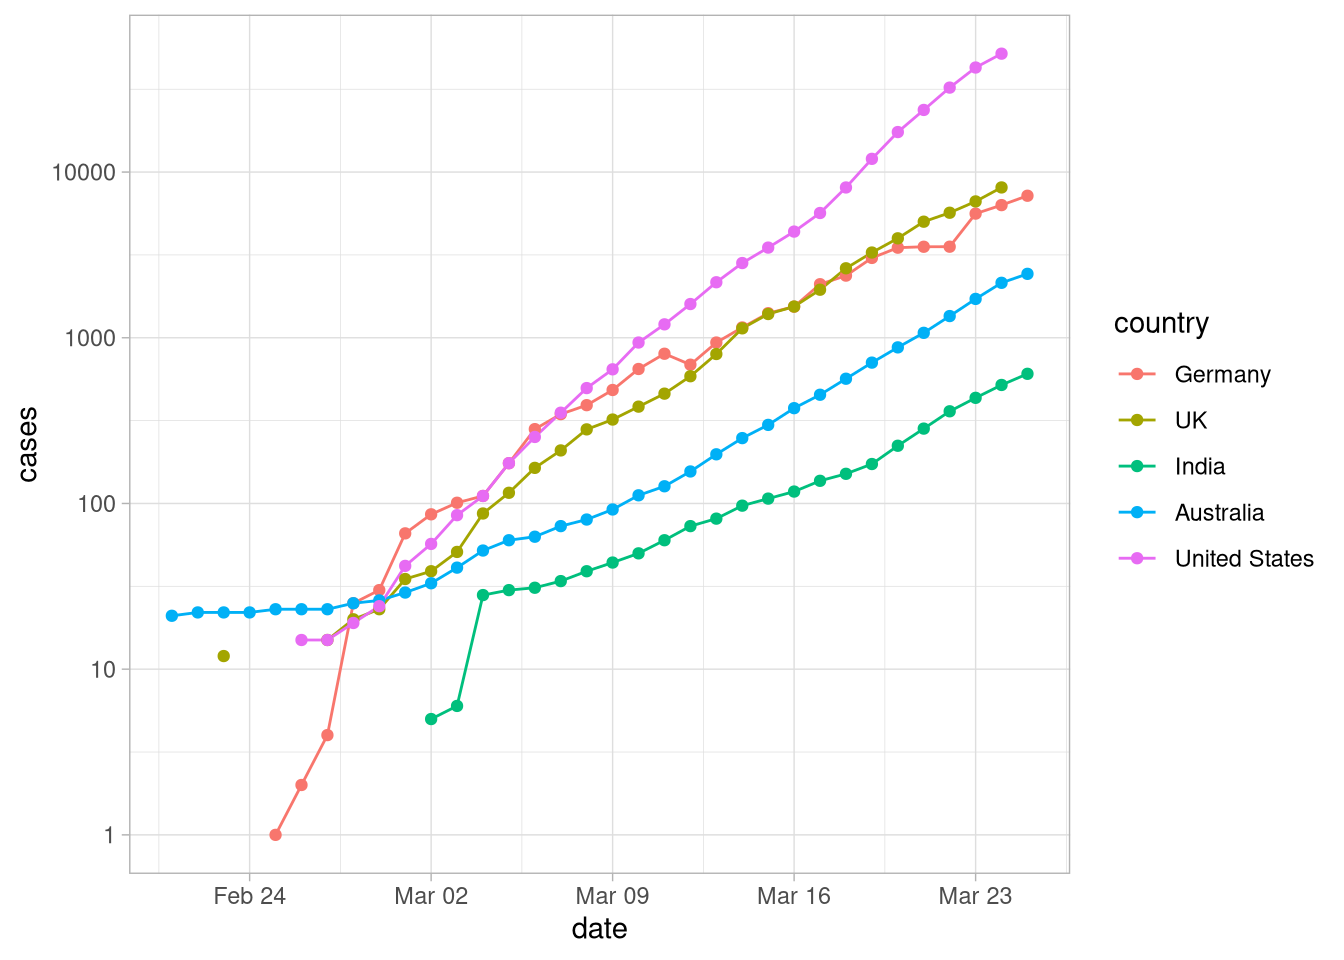 10000
1000
100
10
1
cases
Feb 24
Mar 02
Mar 09
Mar 16
Mar 23
date
country
Germany
UK
India
Australia
United States